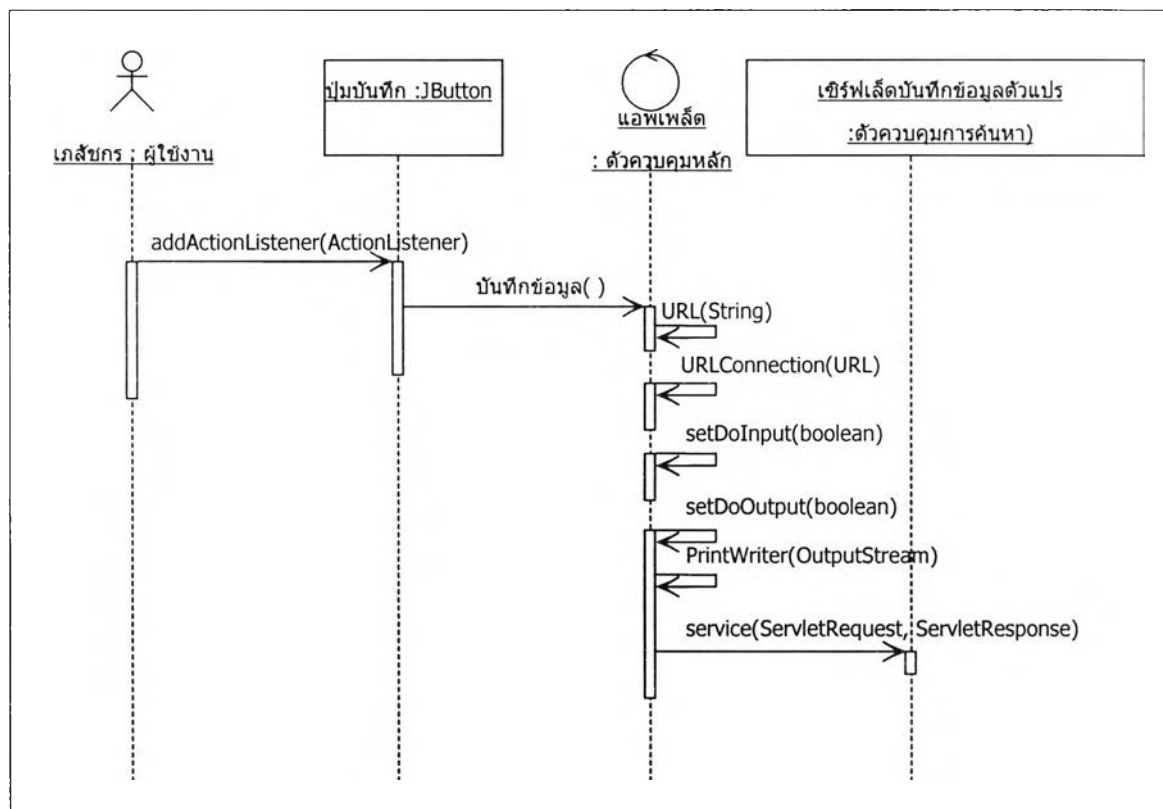 เภสัชกร : ผู้ใช้งาน
ปุ่มบันทึก :JButton
แอพเพล็ต
: ตัวควบคุมหลัก
เซิร์ฟเล็ตบันทึกข้อมูลตัวแปร
:ตัวควบคุมการค้นหา)
addActionListener(ActionListener)
บันทึกข้อมูล( )
URL(String)
URLConnection(URL)
setDoInput(boolean)
setDoOutput(boolean)
PrintWriter(OutputStream)
service(ServletRequest, ServletResponse)